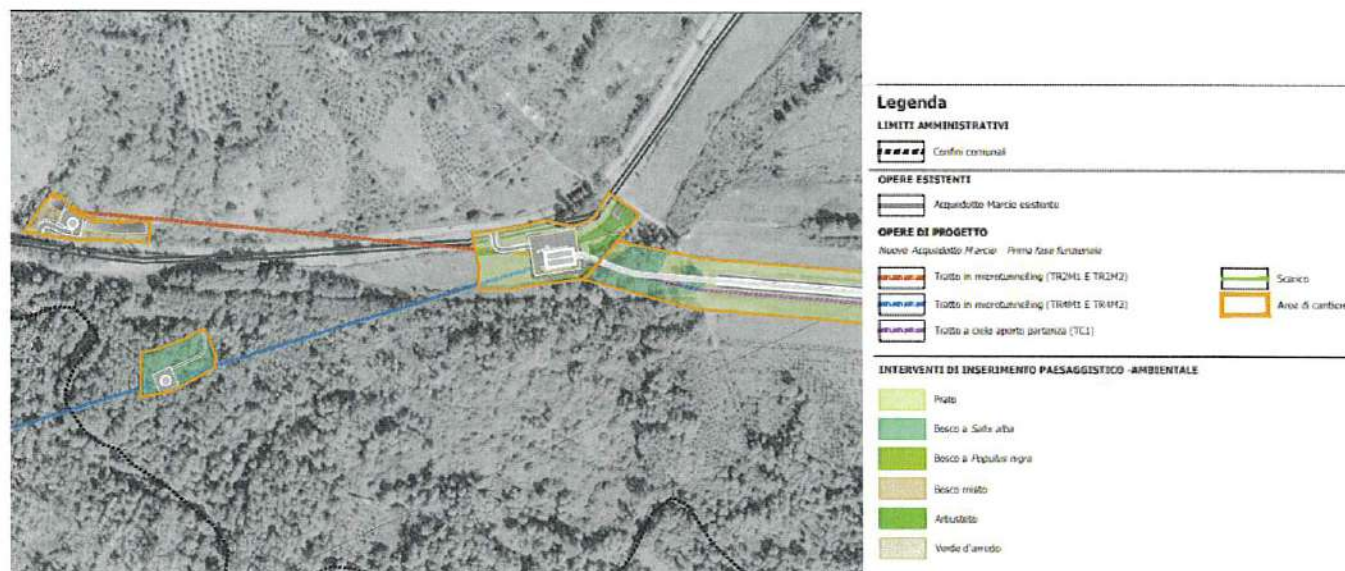 Legenda
LIMITI AMMINISTRATIVI
Confini comunali
OPERE ESISTENTI
Acquedotto Marcio esistente
OPERE DI PROGETTO
Nuovo Acquedotto Marcio Prima fase funzionale
Tratto in microtunnelling (TR2M1 E TR2M2)
Scarico
Tratto in microtunnelling (TR4M1 E TR4M2)
Aree di cantiere
Tratto a cielo aperto partenza (TC1)
INTERVENTI DI INSERIMENTO PAESAGGISTICO -AMBIENTALE
Prato
Bosco a Salix alba
Bosco a Populus nigra
Bosco misto
Arbusteto
Verde d'arredo